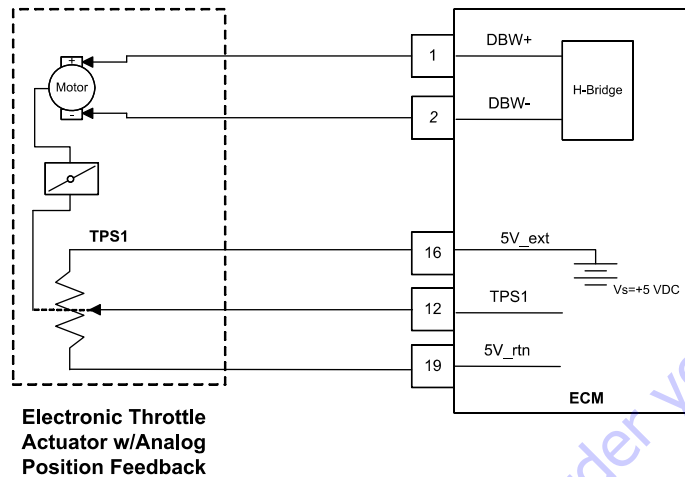 Motor
+
-
TPS1
Electronic Throttle
Actuator w/Analog
Position Feedback
1
2
16
12
19
DBW+
DBW-
H-Bridge
5V_ext
Vs=+5 VDC
TPS1
5V_rtn
ECM